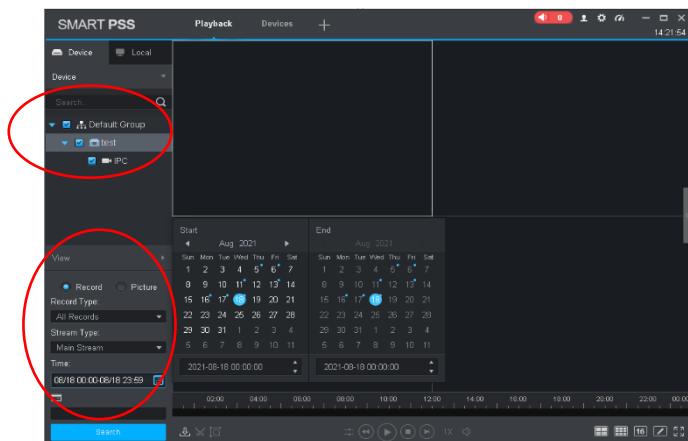 SMART PSS Playback Devices
0
14:21:54
Device Local
Device
Search...
Default Group
test
IPC
Start End
Aug 2021 Aug 2021
Sun Mon Tue Wed Thu Fri Sat Sun Mon Tue Wed Thu Fri Sat
1 2 3 4 5 6 7 1 2 3 4 5 6 7
8 9 10 11 12 13 14 8 9 10 11 12 13 14
15 16 17 18 19 20 21 15 16 17 18 19 20 21
22 23 24 25 26 27 28 22 23 24 25 26 27 28
29 30 31 1 2 3 4 29 30 31 1 2 3 4
5 6 7 8 9 10 11 5 6 7 8 9 10 11
2021-08-18 00:00:00 2021-08-18 00:00:00
View
Record Picture
Record Type:
All Records
Stream Type:
Main Stream
Time:
08/18 00:00-08/18 23:59
Search
02:00 04:00 06:00 08:00 10:00 12:00 14:00 16:00 18:00 20:00 22:00 00:00
1X 16